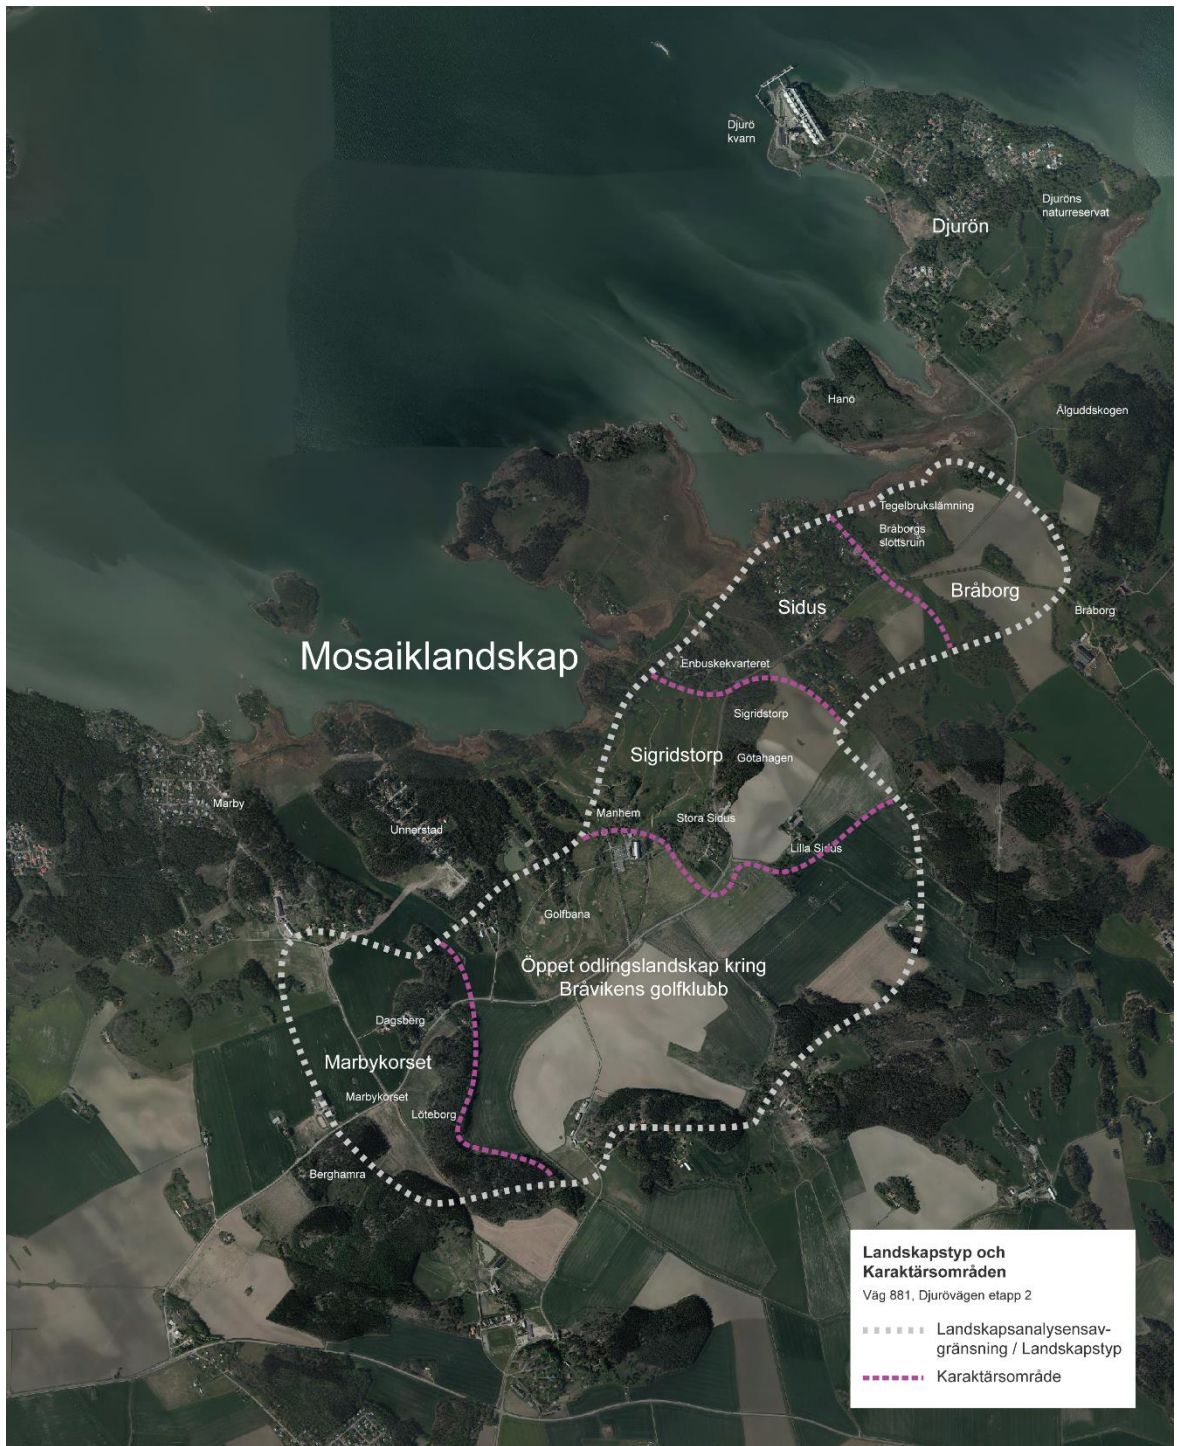 Djurö
kvarn
Djuröns
naturreservat
Djurön
Hanö
Älguddskogen
Tegelbrukslämning
Bråborgs
slottsruin
Bråborg
Bråborg
Sidus
Mosaiklandskap
Enbuskekvarteret
Sigridstorp
Sigridstorp
Götahagen
Marby
Manhem
Stora Sidus
Unnerstad
Lilla Sidus
Golfbana
Öppet odlingslandskap kring
Bråvikens golfklubb
Dagsberg
Marbykorset
Marbykorset
Löteborg
Berghamra
Landskapstyp och
Karaktärsområden
Väg 881, Djurövägen etapp 2
Landskapsanalysensav-
gränsning / Landskapstyp
Karaktärsområde